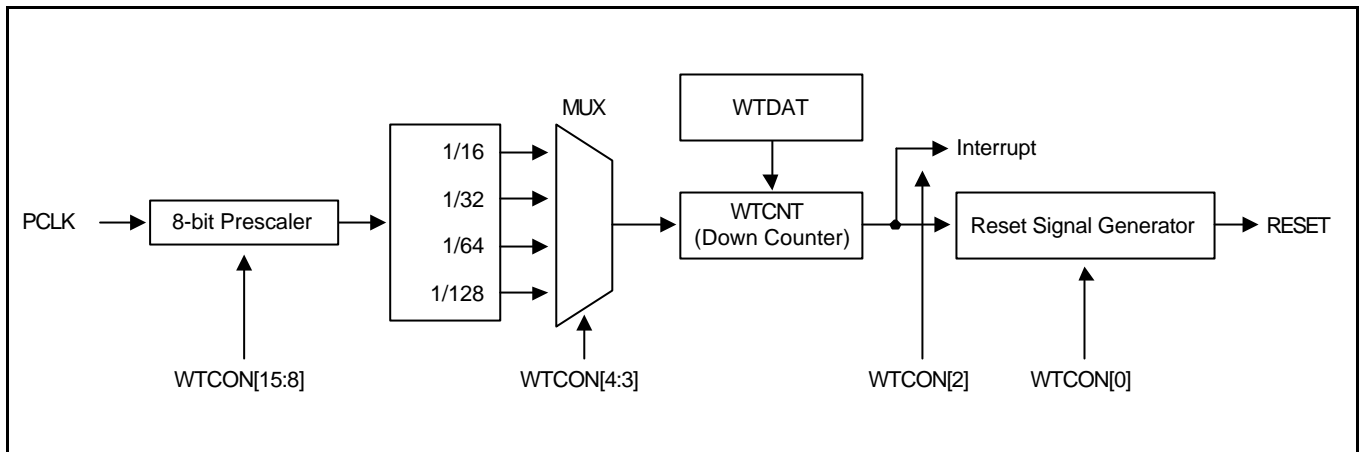 MUX
WTDAT
1/16
Interrupt
1/32
PCLK
8-bit Prescaler
WTCNT
(Down Counter)
Reset Signal Generator
RESET
1/64
1/128
WTCON[15:8]
WTCON[4:3]
WTCON[2]
WTCON[0]